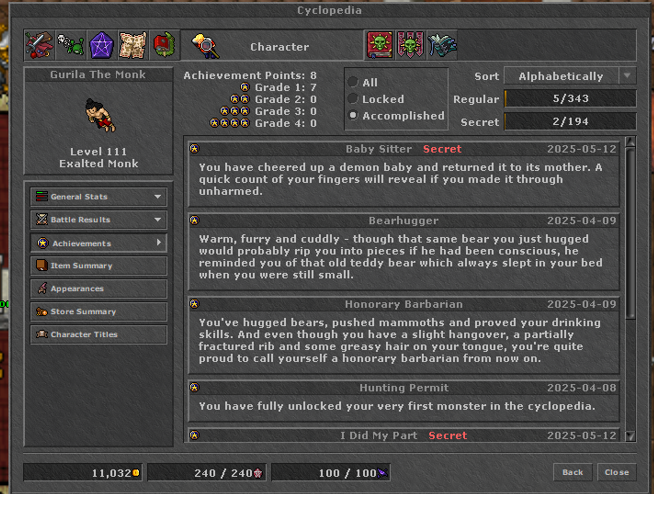 Cyclopedia
Character
Gurila The Monk
Level 111
Exalted Monk
General Stats
Battle Results
Achievements
Item Summary
Appearances
Store Summary
Character Titles
Achievement Points: 8
Grade 1: 7
Grade 2: 0
Grade 3: 0
Grade 4: 0
All
Locked
Accomplished
Sort Alphabetically
Regular 5/343
Secret 2/194
Baby Sitter Secret 2025-05-12
You have cheered up a demon baby and returned it to its mother. A
quick count of your fingers will reveal if you made it through
unharmed.
Bearhugger 2025-04-09
Warm, furry and cuddly - though that same bear you just hugged
would probably rip you into pieces if he had been conscious, he
reminded you of that old teddy bear which always slept in your bed
when you were still small.
Honorary Barbarian 2025-04-09
You've hugged bears, pushed mammoths and proved your drinking
skills. And even though you have a slight hangover, a partially
fractured rib and some greasy hair on your tongue, you're quite
proud to call yourself a honorary barbarian from now on.
Hunting Permit 2025-04-08
You have fully unlocked your very first monster in the cyclopedia.
I Did My Part Secret 2025-05-12
11,032
240 / 240
100 / 100
Back
Close